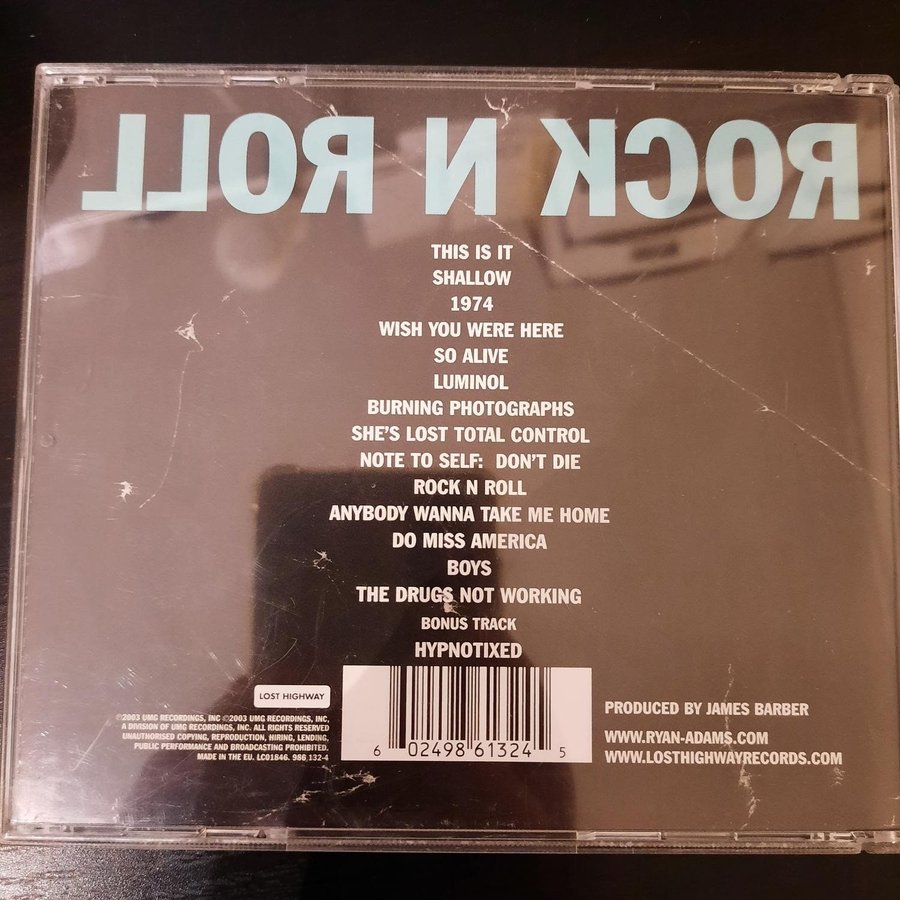 ROCK N ROLL
THIS IS IT
SHALLOW
1974
WISH YOU WERE HERE
SO ALIVE
LUMINOL
BURNING PHOTOGRAPHS
SHE'S LOST TOTAL CONTROL
NOTE TO SELF: DON'T DIE
ROCK N ROLL
ANYBODY WANNA TAKE ME HOME
DO MISS AMERICA
BOYS
THE DRUGS NOT WORKING
BONUS TRACK
HYPNOTIXED
LOST HIGHWAY
℗2003 UMG RECORDINGS, INC ©2003 UMG RECORDINGS, INC,
A DIVISION OF UMG RECORDINGS, INC. ALL RIGHTS RESERVED
UNAUTHORISED COPYING, REPRODUCTION, HIRING, LENDING,
PUBLIC PERFORMANCE AND BROADCASTING PROHIBITED.
MADE IN THE EU. LC01846. 986 132-4
6 02498 61324 5
PRODUCED BY JAMES BARBER
WWW.RYAN-ADAMS.COM
WWW.LOSTHIGHWAYRECORDS.COM